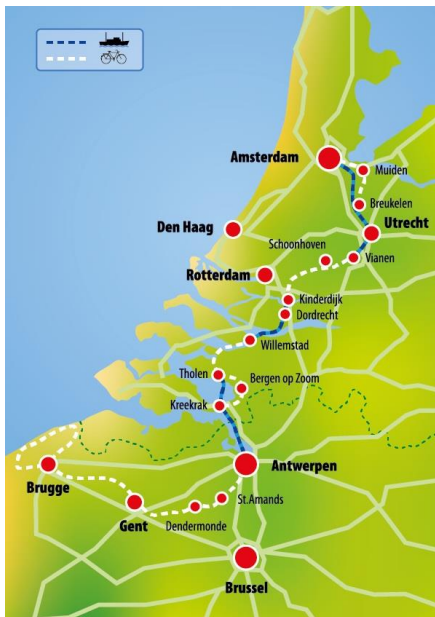 Amsterdam
Muiden
Breukelen
Utrecht
Den Haag
Schoonhoven
Vianen
Rotterdam
Kinderdijk
Dordrecht
Willemstad
Tholen
Bergen op Zoom
Kreekrak
Antwerpen
Brugge
St.Amands
Gent
Dendermonde
Brussel